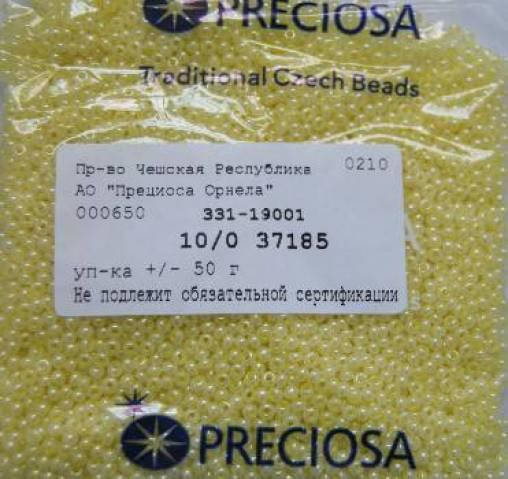 PRECIOSA
Traditional Czech Beads
Пр-во Чешская Республика 0210
АО "Прециоса Орнела"
000650 331-19001
10/0 37185
уп-ка +/- 50 г
Не подлежит обязательной сертификации
PRECIOSA